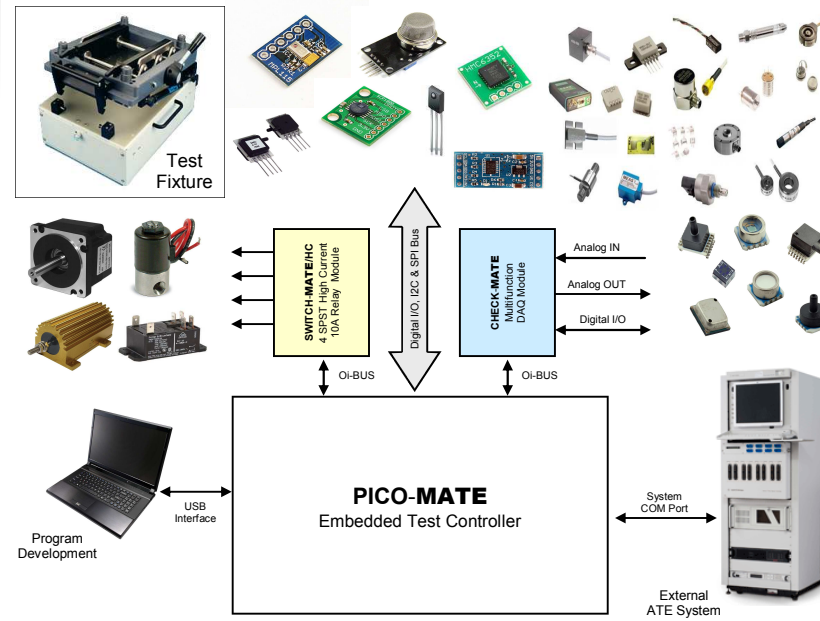 Test
Fixture
MPL115
HMC6352
SWITCH-MATE/HC
4 SPST High Current
10A Relay Module
Digital I/O, I2C & SPI Bus
CHECK-MATE
Multifunction
DAQ Module
Analog IN
Analog OUT
Digital I/O
Oi-BUS
Oi-BUS
PICO-MATE
Embedded Test Controller
USB
Interface
Program
Development
System
COM Port
External
ATE System